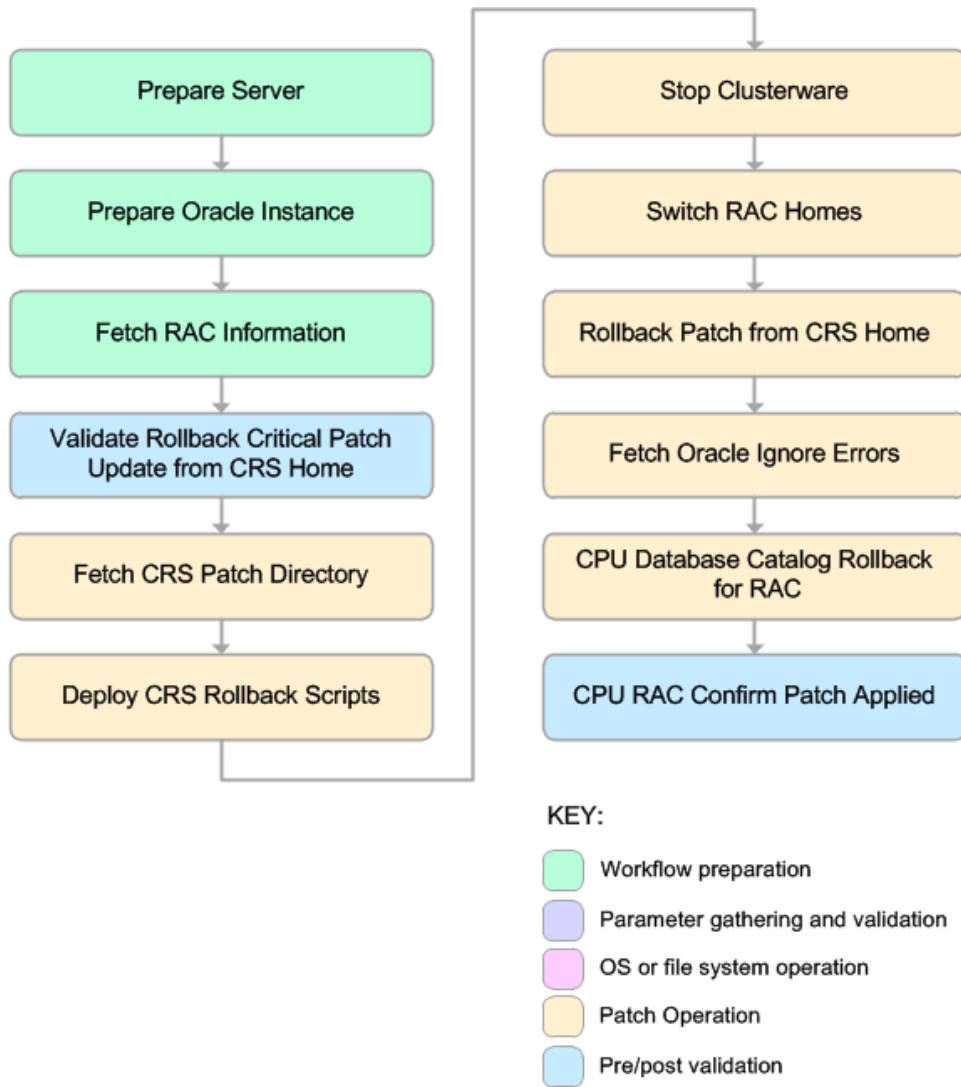 Prepare Server
Prepare Oracle Instance
Fetch RAC Information
Validate Rollback Critical Patch
Update from CRS Home
Fetch CRS Patch Directory
Deploy CRS Rollback Scripts
Stop Clusterware
Switch RAC Homes
Rollback Patch from CRS Home
Fetch Oracle Ignore Errors
CPU Database Catalog Rollback
for RAC
CPU RAC Confirm Patch Applied
KEY:
Workflow preparation
Parameter gathering and validation
OS or file system operation
Patch Operation
Pre/post validation